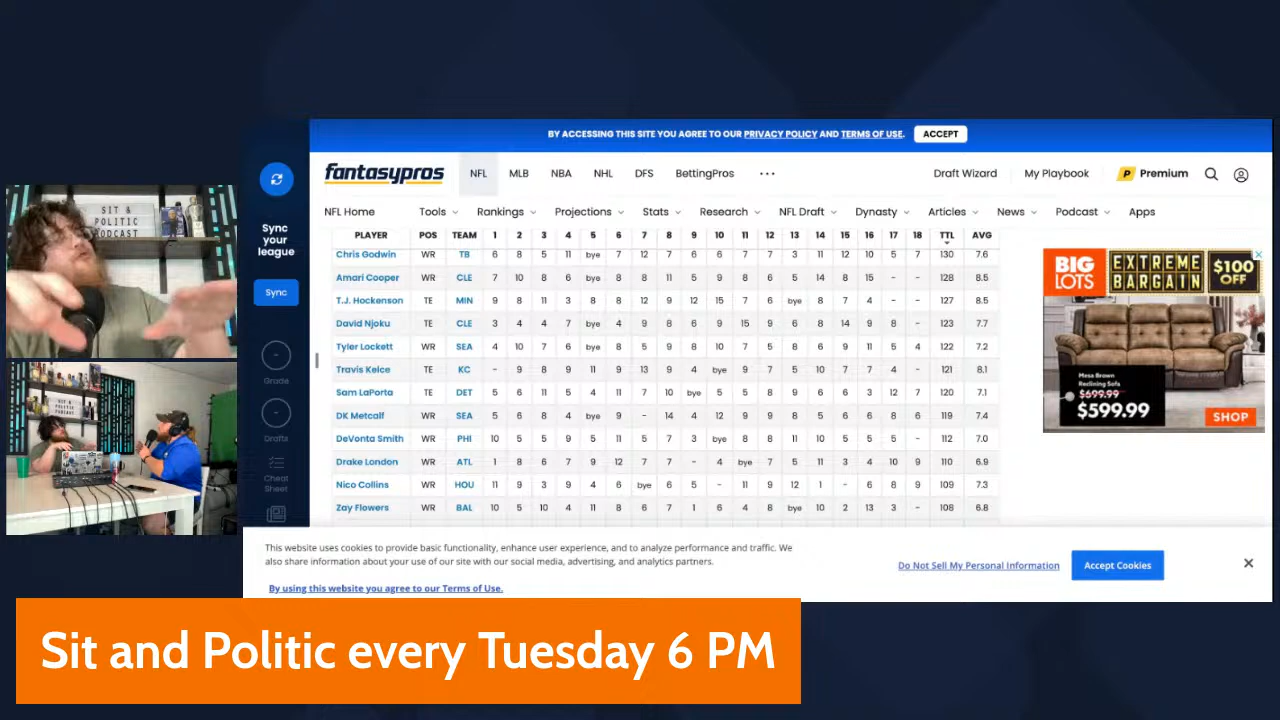 BY ACCESSING THIS SITE YOU AGREE TO OUR PRIVACY POLICY AND TERMS OF USE. ACCEPT
fantasypros NFL MLB NBA NHL DFS BettingPros ··· Draft Wizard My Playbook P Premium
NFL Home Tools Rankings Projections Stats Research NFL Draft Dynasty Articles News Podcast Apps
Sync
your
league
Sync
-
Grade
-
Drafts
Cheat
Sheet
PLAYER POS TEAM 1 2 3 4 5 6 7 8 9 10 11 12 13 14 15 16 17 18 TTL AVG
Chris Godwin WR TB 6 8 5 11 bye 7 12 7 6 6 7 7 3 11 12 10 5 7 130 7.6
Amari Cooper WR CLE 7 10 8 6 bye 8 8 11 5 9 8 5 6 8 14 8 15 - 128 8.5
T.J. Hockenson TE MIN 9 8 11 3 8 8 12 9 12 15 7 6 bye 8 7 4 - - 127 8.5
David Njoku TE CLE 3 4 4 7 bye 4 9 8 6 9 15 9 6 8 14 9 8 - 123 7.7
Tyler Lockett WR SEA 4 10 7 6 bye 8 5 9 8 10 7 5 8 6 9 11 5 4 122 7.2
Travis Kelce TE KC - 9 8 9 11 9 13 9 4 bye 9 7 5 10 7 7 4 - 121 8.1
Sam LaPorta TE DET 5 6 11 5 4 11 6 10 bye 5 5 8 9 6 6 3 12 7 120 7.1
DK Metcalf WR SEA 5 6 8 4 bye 9 - 14 4 12 9 9 8 5 6 6 8 6 119 7.4
DeVonta Smith WR PHI 10 5 5 9 5 11 5 7 3 bye 8 8 11 10 5 5 5 - 112 7.0
Drake London WR ATL 1 8 6 7 9 12 7 7 - 4 bye 7 5 11 3 4 10 9 110 6.9
Nico Collins WR HOU 11 9 3 9 4 6 bye 6 5 - 11 9 12 1 - 6 8 9 109 7.3
Zay Flowers WR BAL 10 5 10 4 11 8 6 7 1 6 4 8 bye 10 2 13 3 - 108 6.8
BIG
LOTS
EXTREME
BARGAIN
$100
OFF
Mesa Brown
Reclining Sofa
$699.99
$599.99
SHOP
SIT &
POLITIC
PODCAST
SIT &
POLITIC
PODCAST
This website uses cookies to provide basic functionality, enhance user experience, and to analyze performance and traffic. We
also share information about your use of our site with our social media, advertising, and analytics partners.
By using this website you agree to our Terms of Use.
Do Not Sell My Personal Information
Accept Cookies
Sit and Politic every Tuesday 6 PM